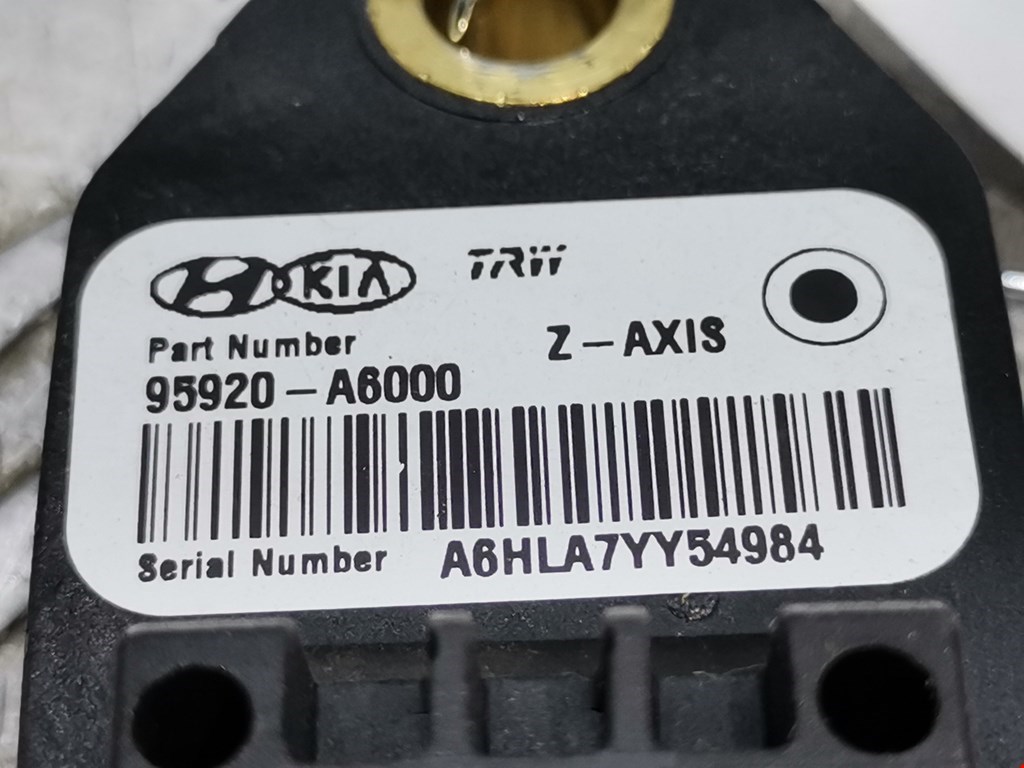 H KIA TRW
Part Number
Z-AXIS
95920-A6000
Serial Number A6HLA7YY54984